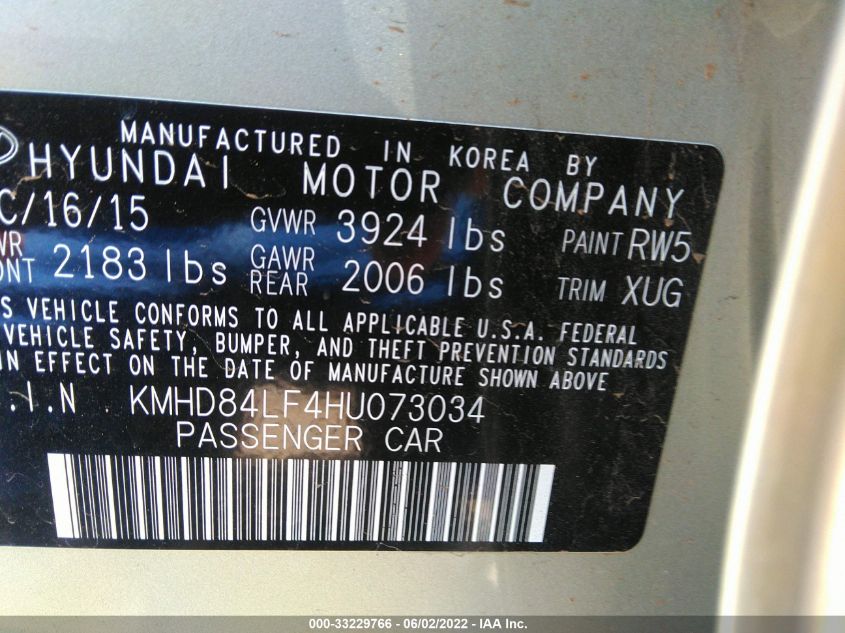 MANUFACTURED IN KOREA BY
HYUNDAI MOTOR COMPANY
C/16/15 GVWR 3924 lbs PAINT RW5
WR GAWR
NT 2183 lbs REAR 2006 lbs TRIM XUG
S VEHICLE CONFORMS TO ALL APPLICABLE U.S.A. FEDERAL
VEHICLE SAFETY, BUMPER, AND THEFT PREVENTION STANDARDS
IN EFFECT ON THE DATE OF MANUFACTURE SHOWN ABOVE
.I.N KMHD84LF4HU073034
PASSENGER CAR
000-33229766 - 06/02/2022 - IAA Inc.